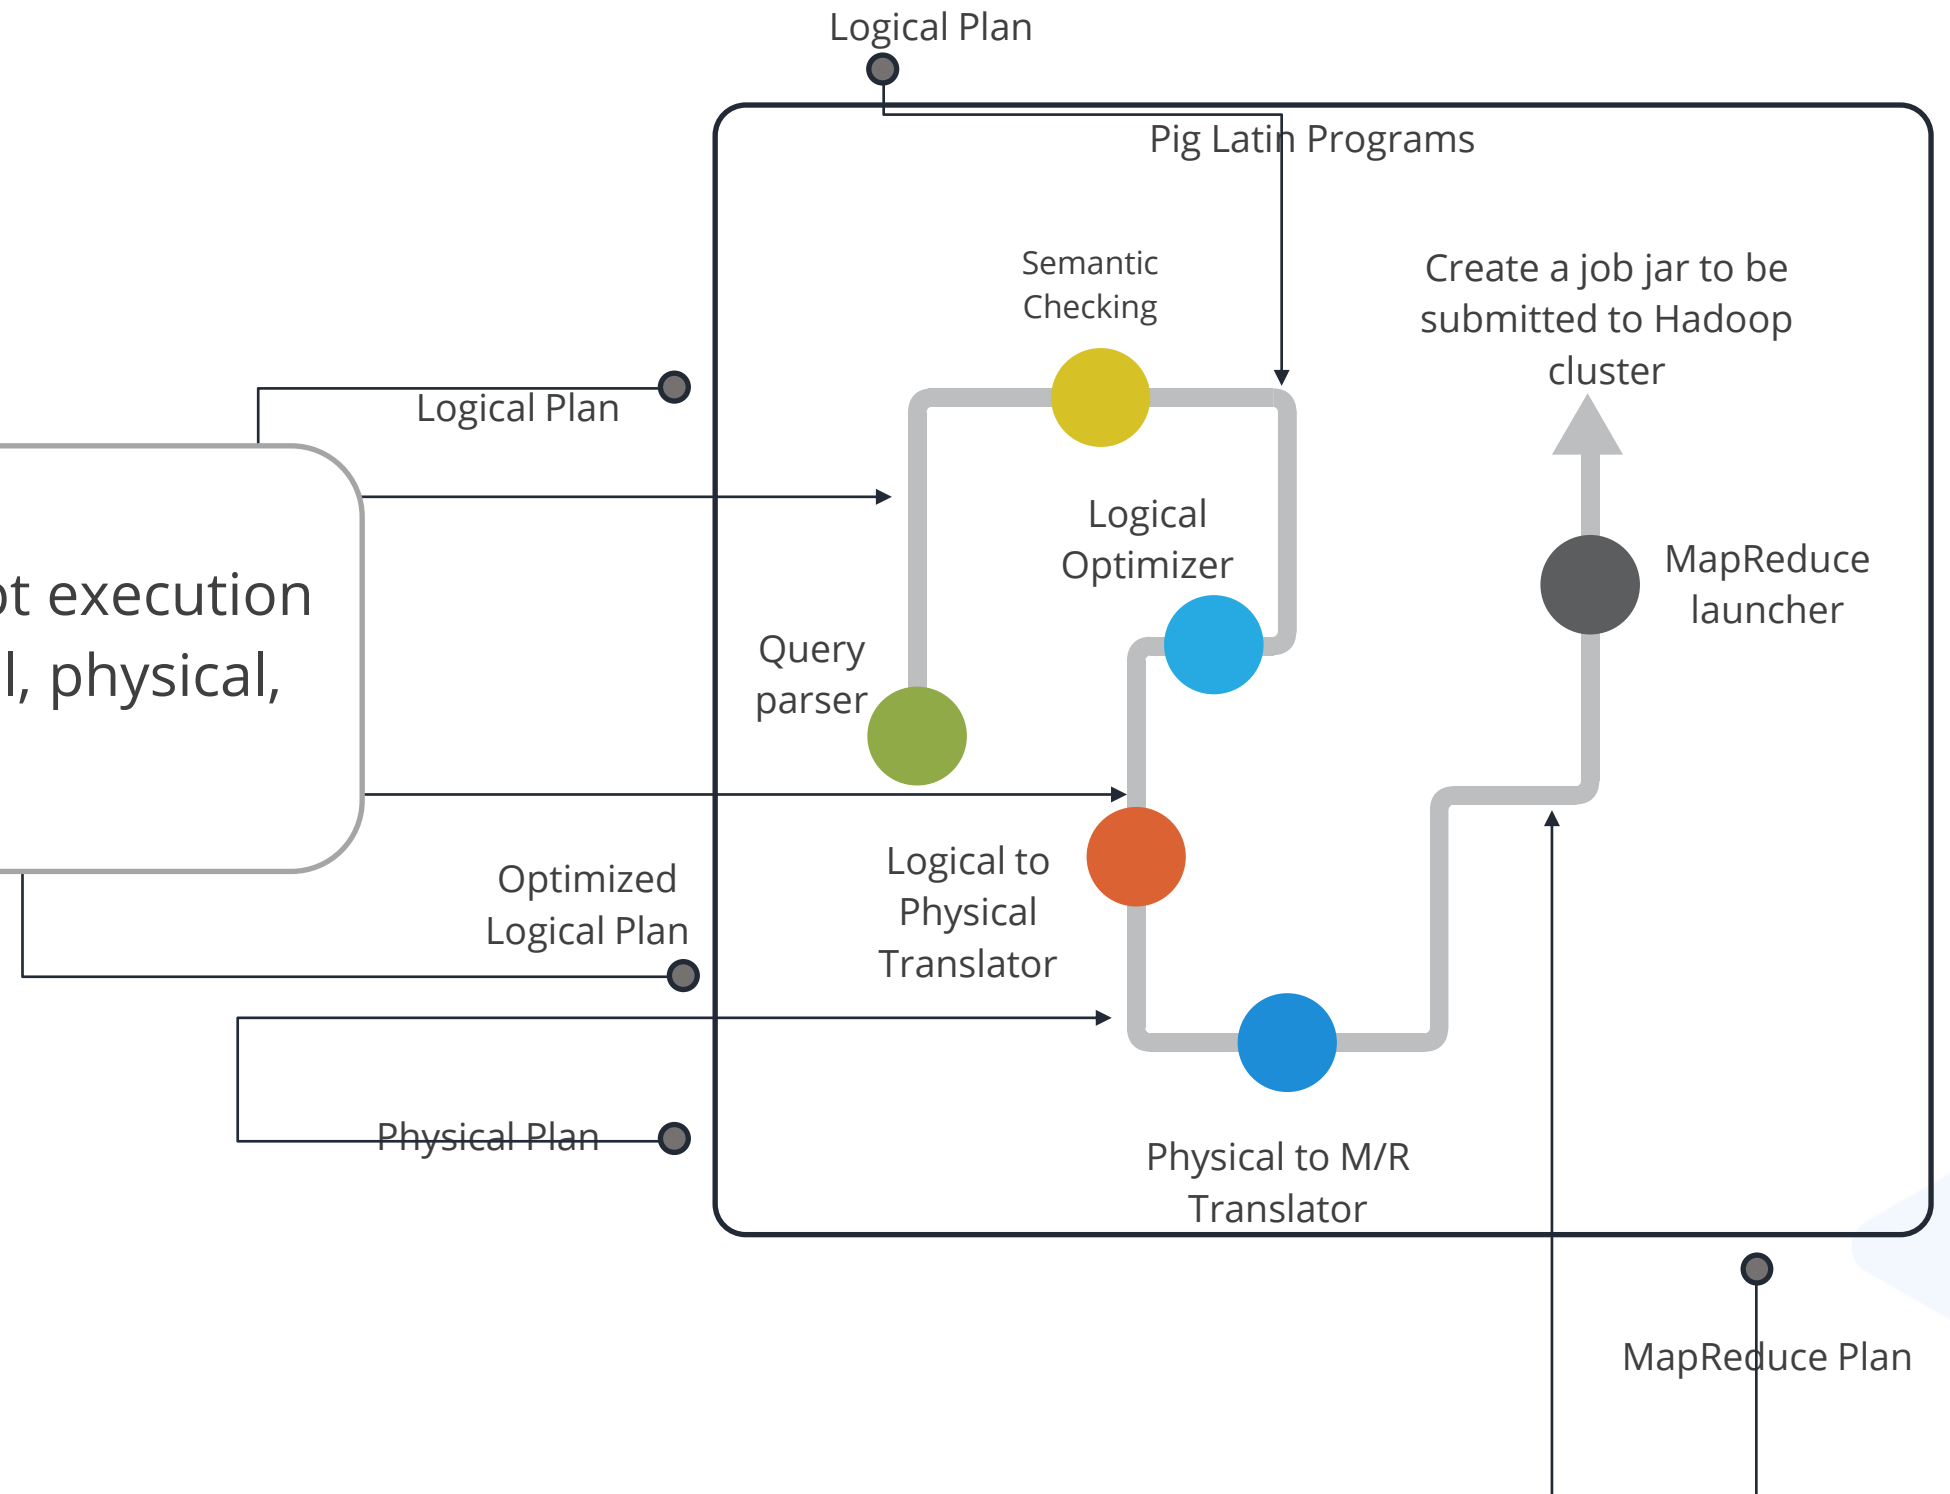 Logical Plan
Pig Latin Programs
Semantic
Checking
Create a job jar to be
submitted to Hadoop
cluster
Logical Plan
Logical
Optimizer
MapReduce
launcher
execution
physical,
Query
parser
Optimized
Logical Plan
Logical to
Physical
Translator
Physical Plan
Physical to M/R
Translator
MapReduce Plan